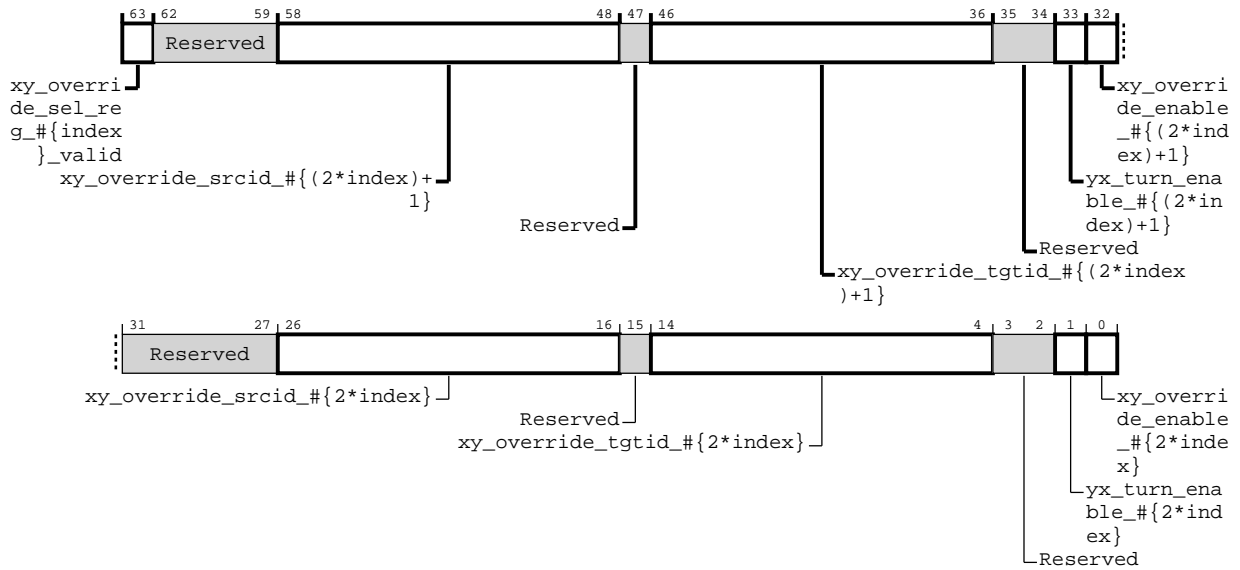 63 62 59 58 48 47 46 36 35 34 33 32
Reserved
xy_overri
de_sel_re
g_#{index
}_valid
xy_override_srcid_#{(2*index)+
1}
Reserved
xy_override_tgtid_#{(2*index
)+1}
Reserved
yx_turn_ena
ble_#{(2*in
dex)+1}
xy_overri
de_enable
_#{(2*ind
ex)+1}
31 27 26 16 15 14 4 3 2 1 0
Reserved
xy_override_srcid_#{2*index}
Reserved
xy_override_tgtid_#{2*index}
xy_overri
de_enable
_#{2*inde
x}
yx_turn_ena
ble_#{2*ind
ex}
Reserved